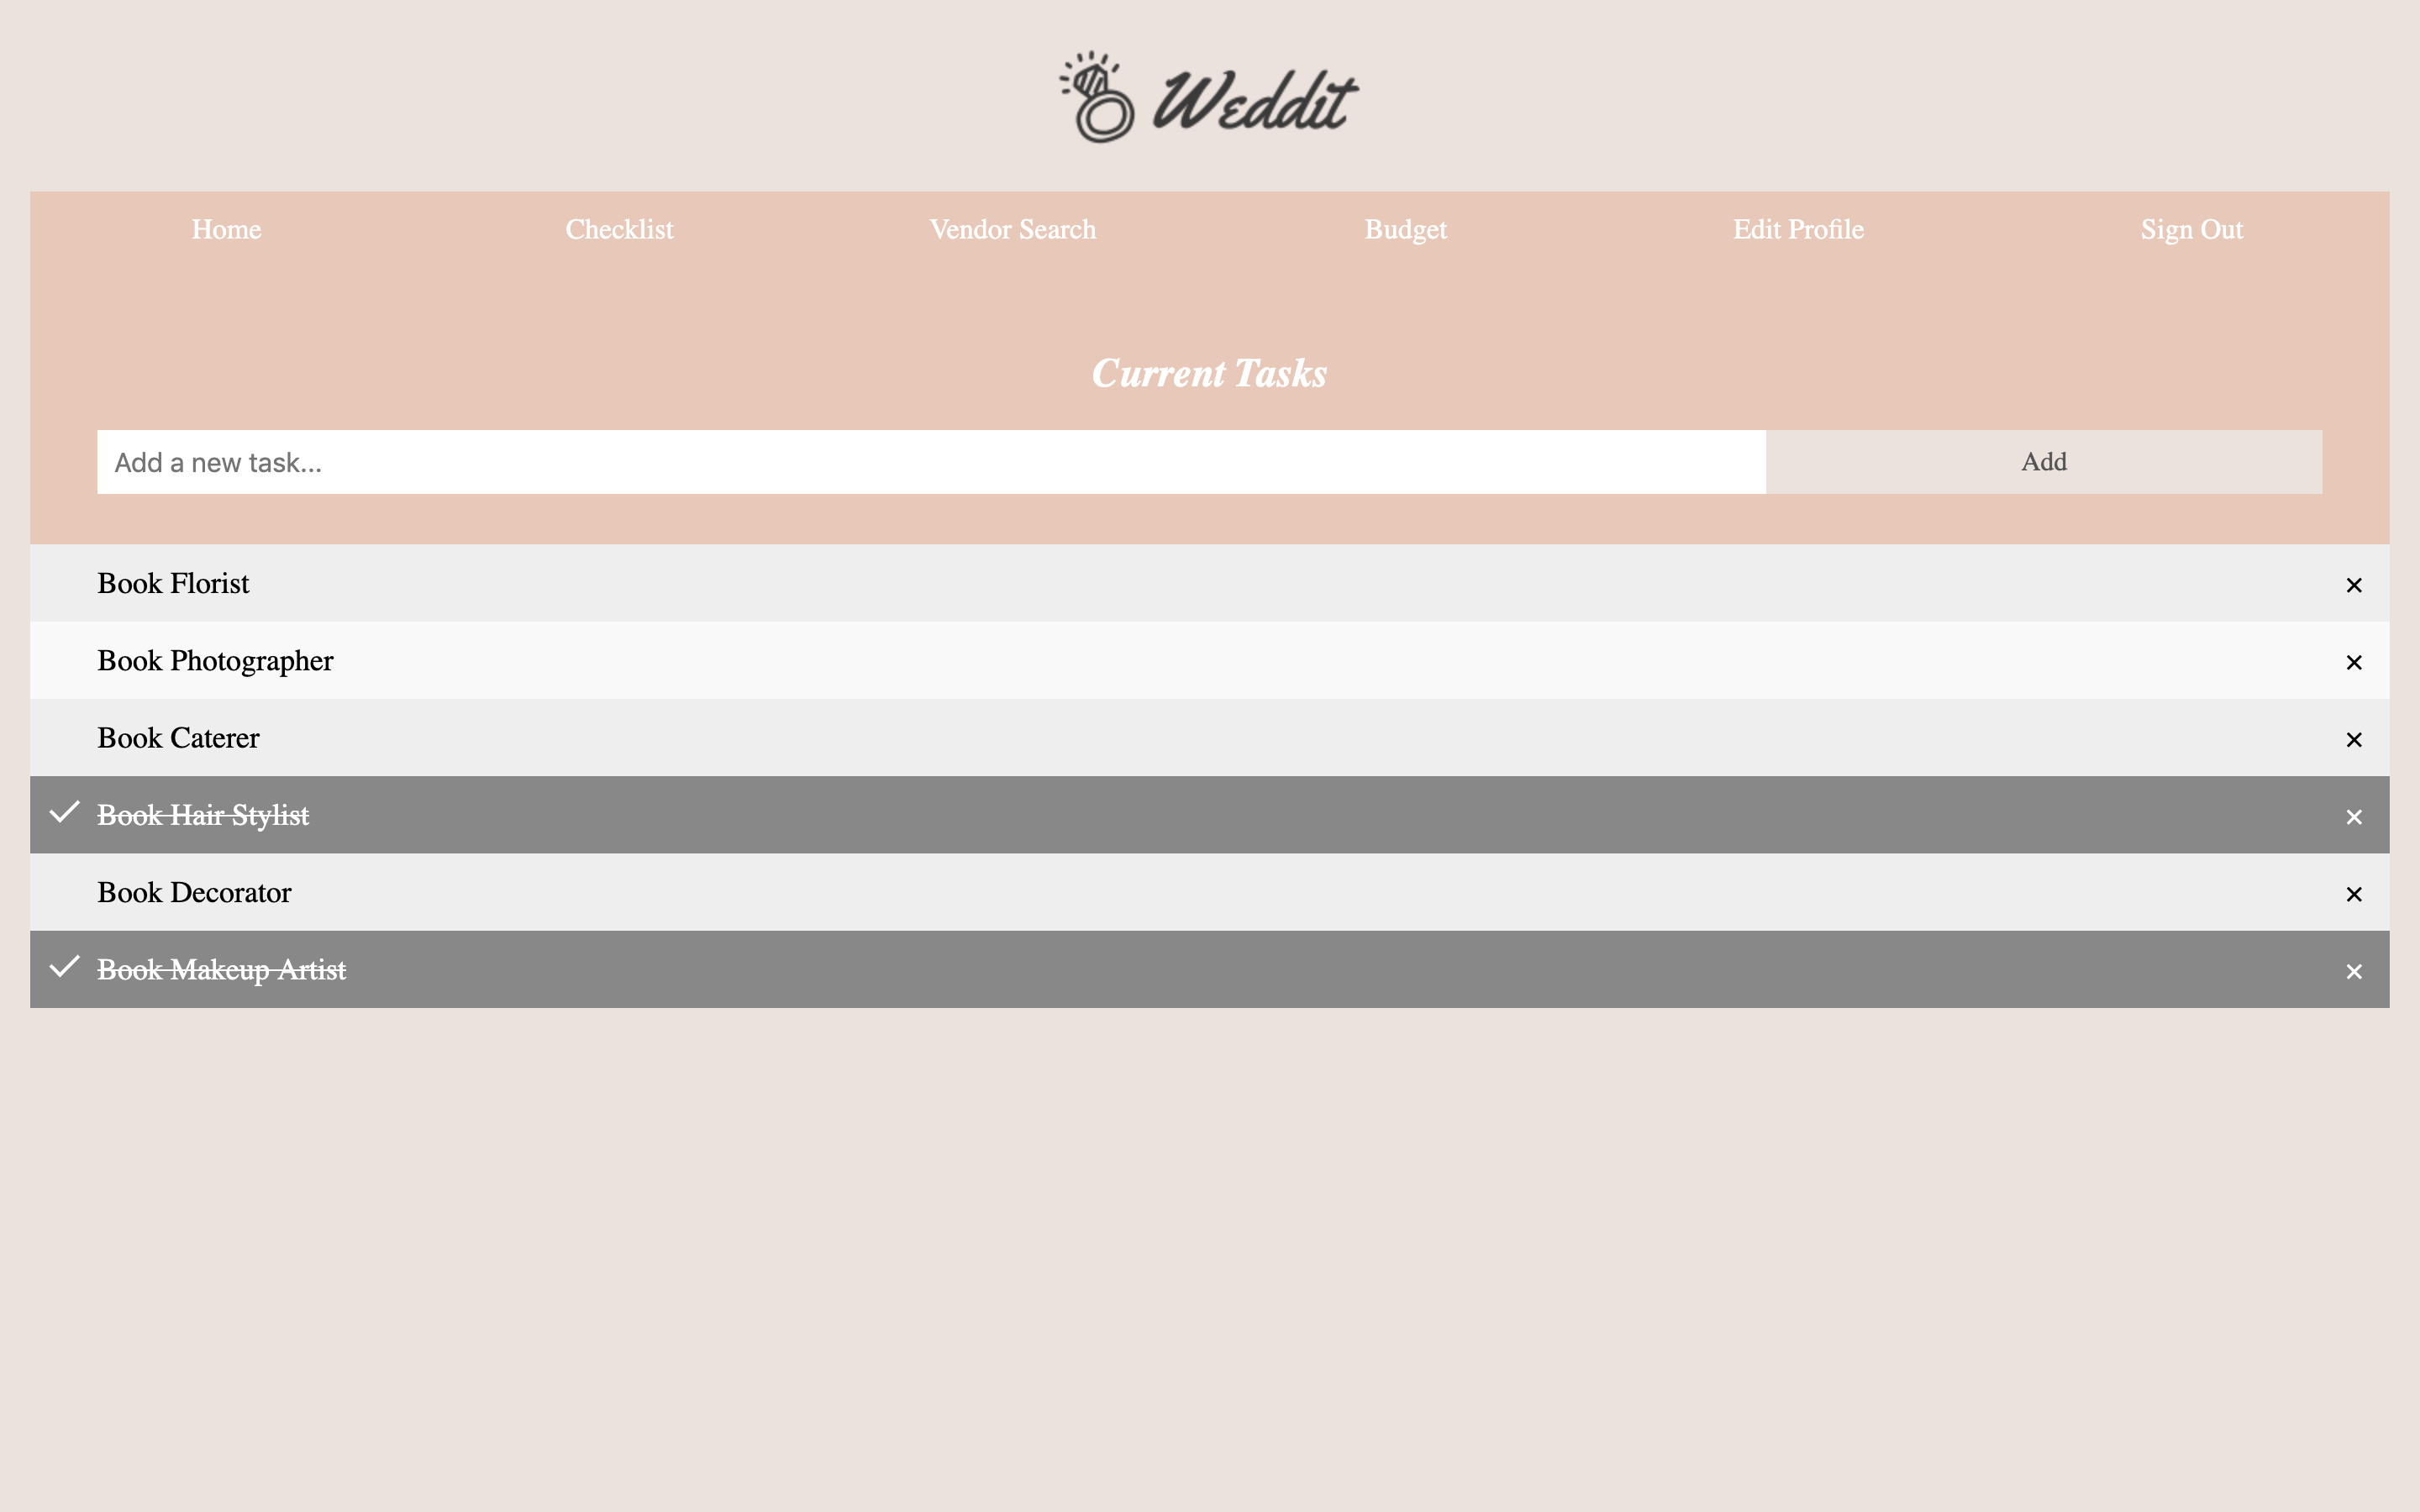 Weddit
Home Checklist Vendor Search Budget Edit Profile Sign Out
Current Tasks
Add a new task... Add
Book Florist ×
Book Photographer ×
Book Caterer ×
Book Hair Stylist ×
Book Decorator ×
Book Makeup Artist ×